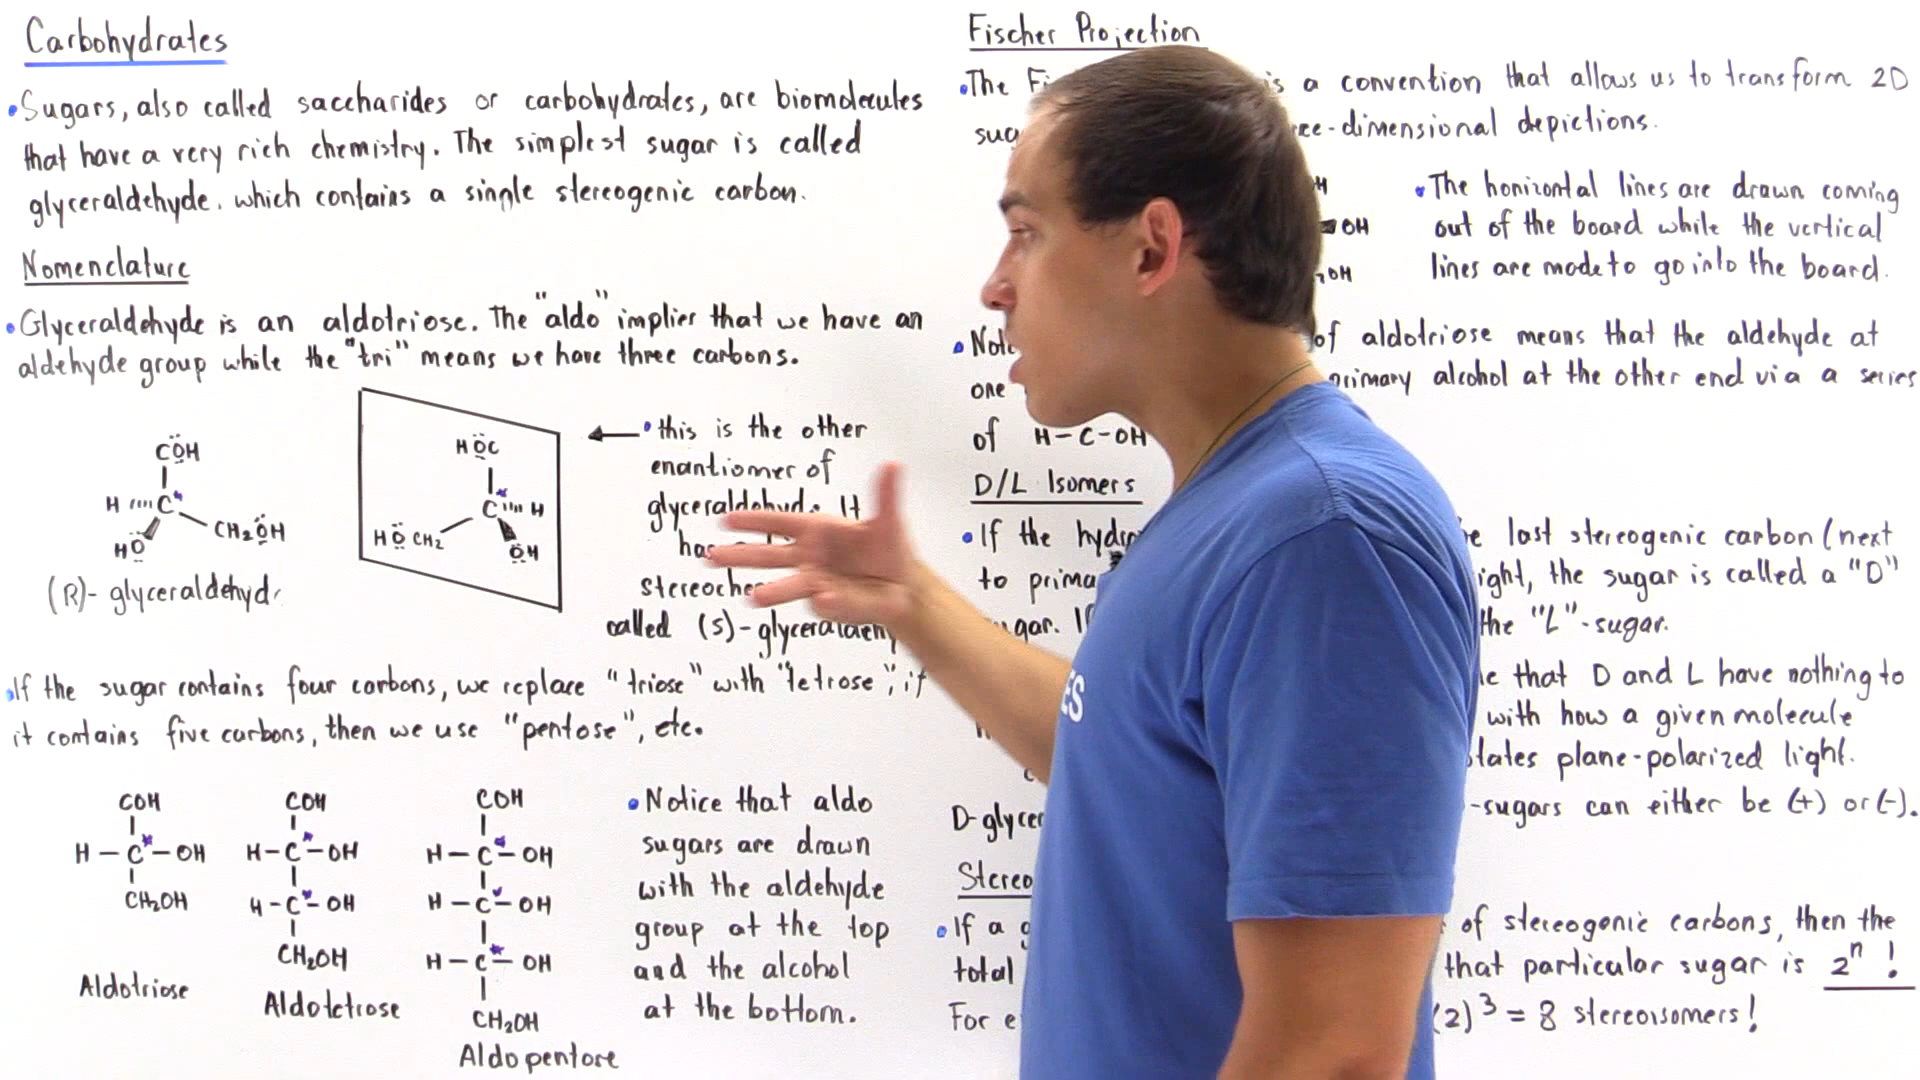 Carbohydrates
•Sugars, also called saccharides or carbohydrates, are biomolecules
that have a very rich chemistry. The simplest sugar is called
glyceraldehyde, which contains a single stereogenic carbon.
Nomenclature
•Glyceraldehyde is an aldotriose. The "aldo" implies that we have an
aldehyde group while the "tri" means we have three carbons.
COH
H C*
HO CH₂OH
(R)- glyceraldehyd
HOC
C* H
HO CH₂ OH
•this is the other
enantiomer of
It
called (S)-
•If the sugar contains four carbons, we replace "triose" with "tetrose", if
it contains five carbons, then we use "pentose", etc.
COH
H-C*-OH
CH₂OH
Aldotriose
COH
H-C*-OH
H-C*-OH
CH₂OH
Aldotetrose
COH
H-C*-OH
H-C*-OH
H-C*-OH
CH₂OH
Aldopentose
•Notice that aldo
sugars are drawn
with the aldehyde
group at the top
and the alcohol
at the bottom.
Fischer Projection
•The is a convention that allows us to transform 2D
-dimensional depictions.
OH
OH
•The horizontal lines are drawn coming
out of the board while the vertical
lines are made to go into the board.
of aldotriose means that the aldehyde at
one primary alcohol at the other end via a series
of H-C-OH
D/L Isomers
•If the last stereogenic carbon (next
to the sugar is called a "D"
the "L"-sugar.
that D and L have nothing to
with how a given molecule
plane-polarized light.
-sugars can either be (+) or (-).
•If a of stereogenic carbons, then the
total that particular sugar is 2ⁿ !
For (2)³ = 8 stereoisomers!
ES